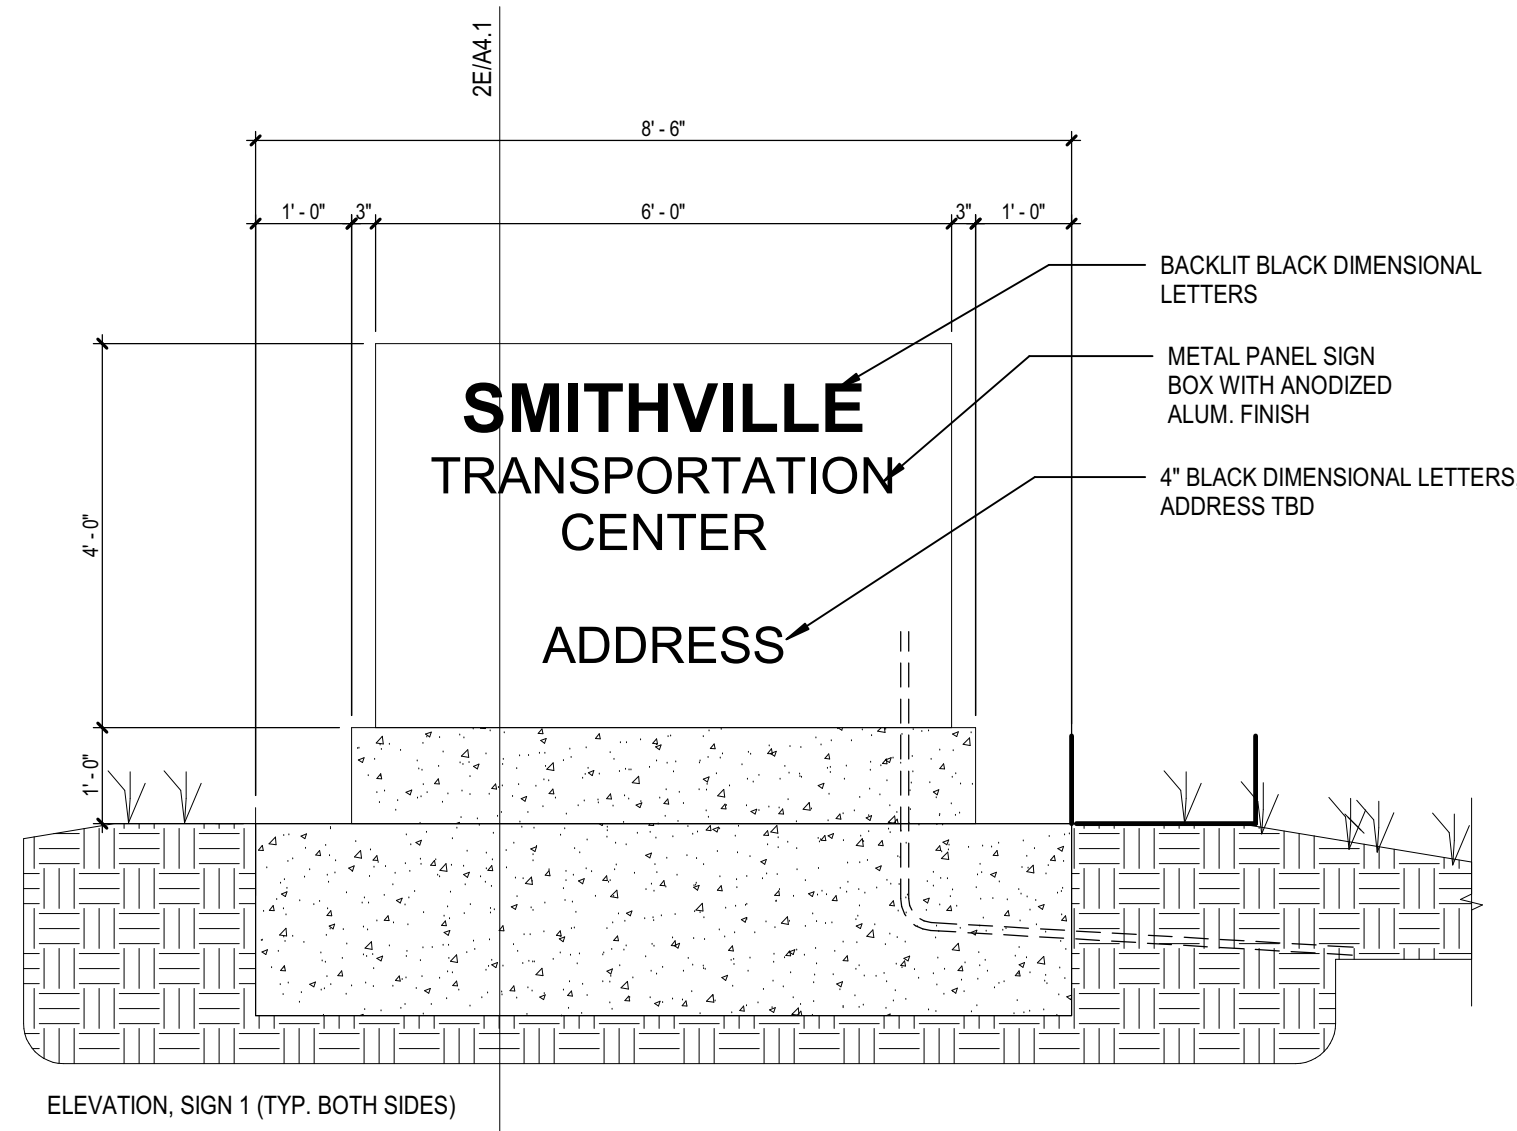 2E/A4.1
8' - 6"
1' - 0" 3" 6' - 0" 3" 1' - 0"
BACKLIT BLACK DIMENSIONAL
LETTERS
METAL PANEL SIGN
BOX WITH ANODIZED
ALUM. FINISH
4" BLACK DIMENSIONAL LETTERS.
ADDRESS TBD
SMITHVILLE
TRANSPORTATION
CENTER
ADDRESS
4' - 0"
1' - 0"
ELEVATION, SIGN 1 (TYP. BOTH SIDES)